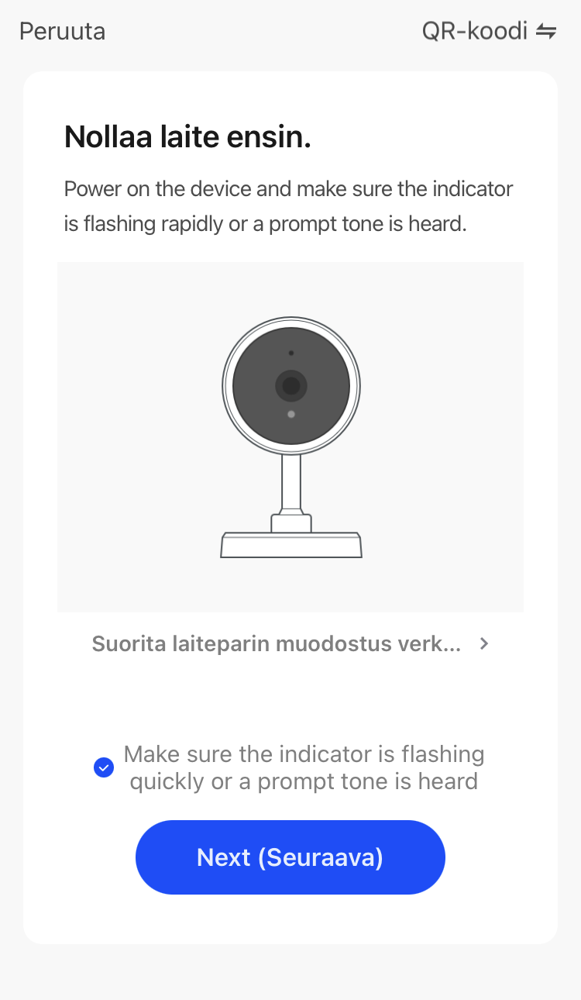 Peruuta
QR-koodi
Nollaa laite ensin.
Power on the device and make sure the indicator
is flashing rapidly or a prompt tone is heard.
Suorita laiteparin muodostus verk...
Make sure the indicator is flashing
quickly or a prompt tone is heard
Next (Seuraava)